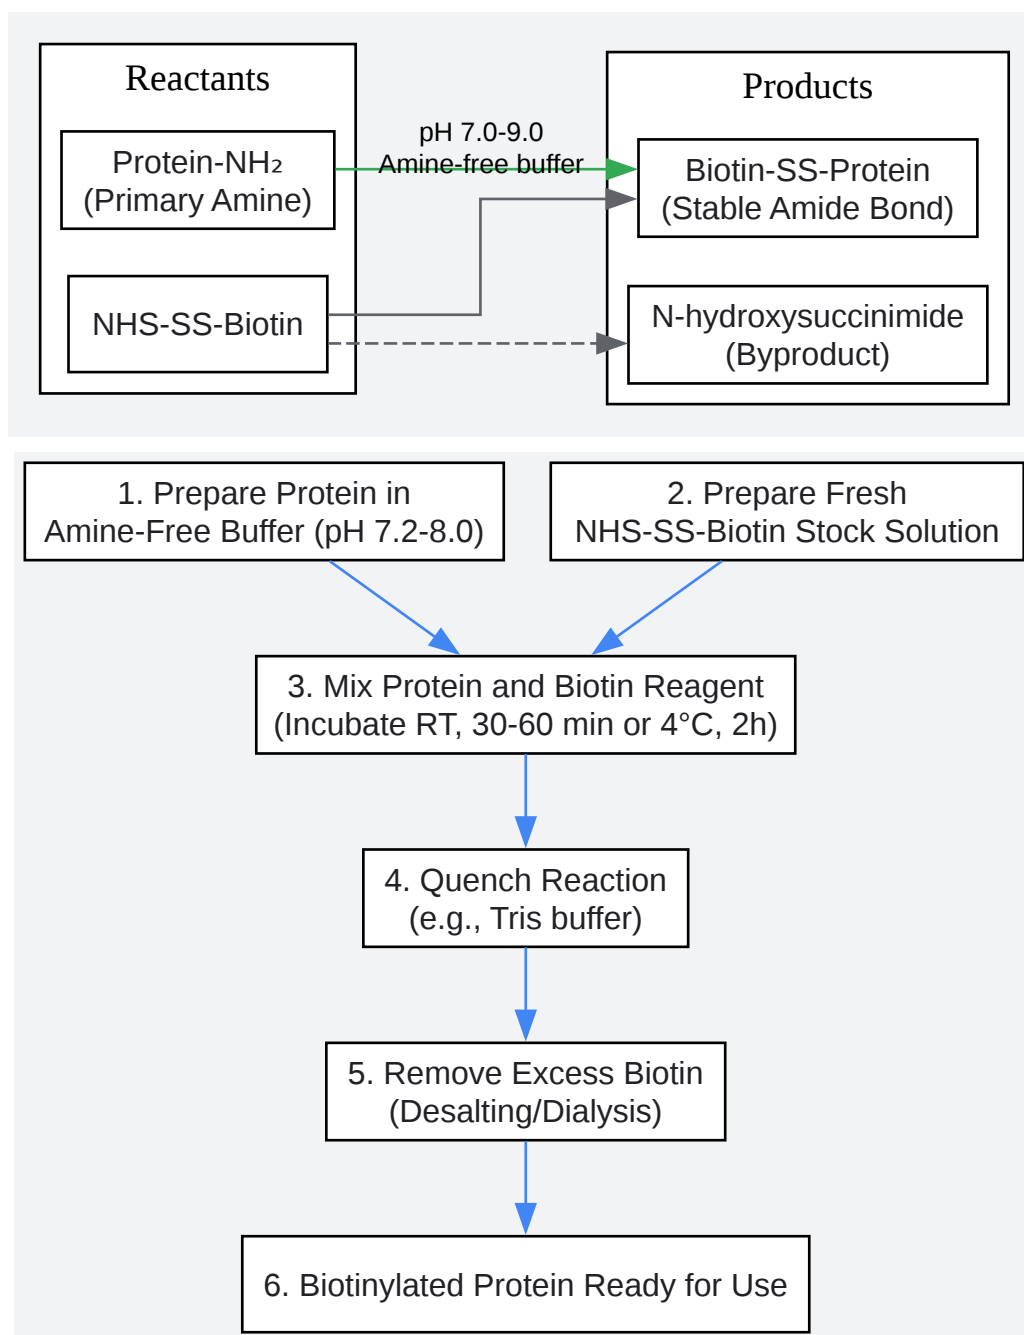 Reactants
Protein-NH₂
(Primary Amine)
NHS-SS-Biotin
pH 7.0-9.0
Amine-free buffer
Products
Biotin-SS-Protein
(Stable Amide Bond)
N-hydroxysuccinimide
(Byproduct)
1. Prepare Protein in
Amine-Free Buffer (pH 7.2-8.0)
2. Prepare Fresh
NHS-SS-Biotin Stock Solution
3. Mix Protein and Biotin Reagent
(Incubate RT, 30-60 min or 4°C, 2h)
4. Quench Reaction
(e.g., Tris buffer)
5. Remove Excess Biotin
(Desalting/Dialysis)
6. Biotinylated Protein Ready for Use